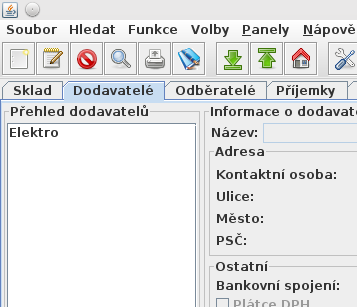 Soubor Hledat Funkce Volby Panely Nápově
Sklad Dodavatelé Odběratelé Příjemky
Přehled dodavatelů
Elektro
Informace o dodavate
Název:
Adresa
Kontaktní osoba:
Ulice:
Město:
PSČ:
Ostatní
Bankovní spojení:
Plátce DPH